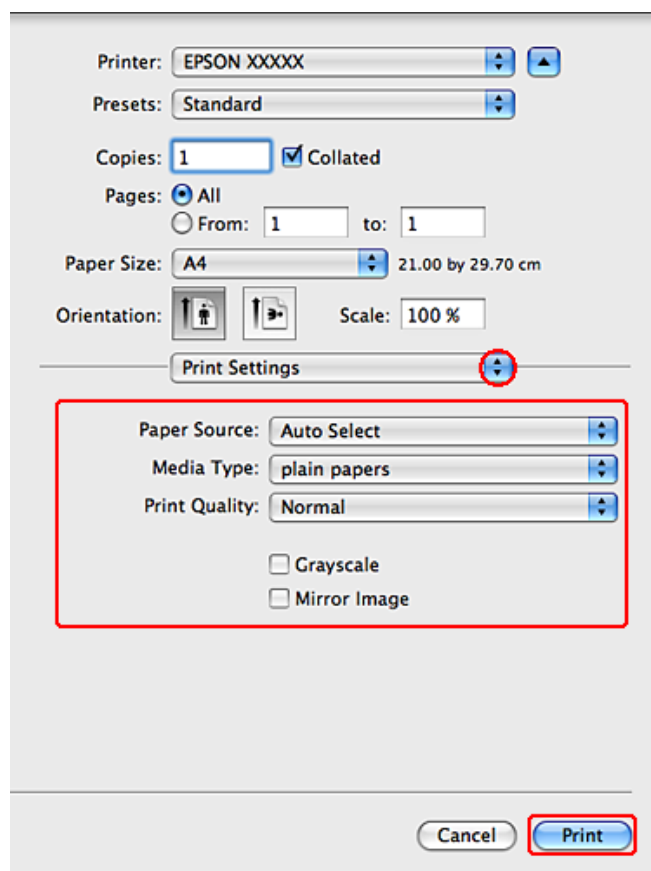 Printer: EPSON XXXXX
Presets: Standard
Copies: 1 Collated
Pages: All
From: 1 to: 1
Paper Size: A4 21.00 by 29.70 cm
Orientation: Scale: 100 %
Print Settings
Paper Source: Auto Select
Media Type: plain papers
Print Quality: Normal
Grayscale
Mirror Image
Cancel Print